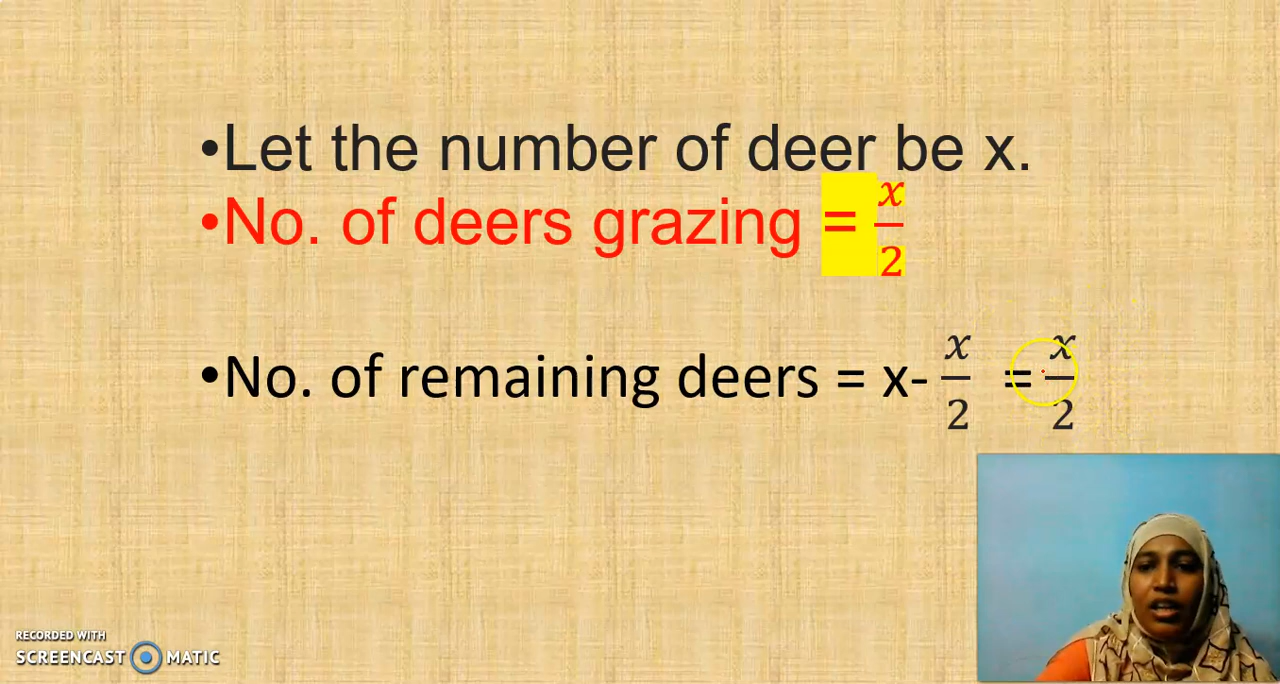 •Let the number of deer be x.
•No. of deers grazing = x/2
•No. of remaining deers = x- x/2 = x/2
RECORDED WITH
SCREENCAST MATIC